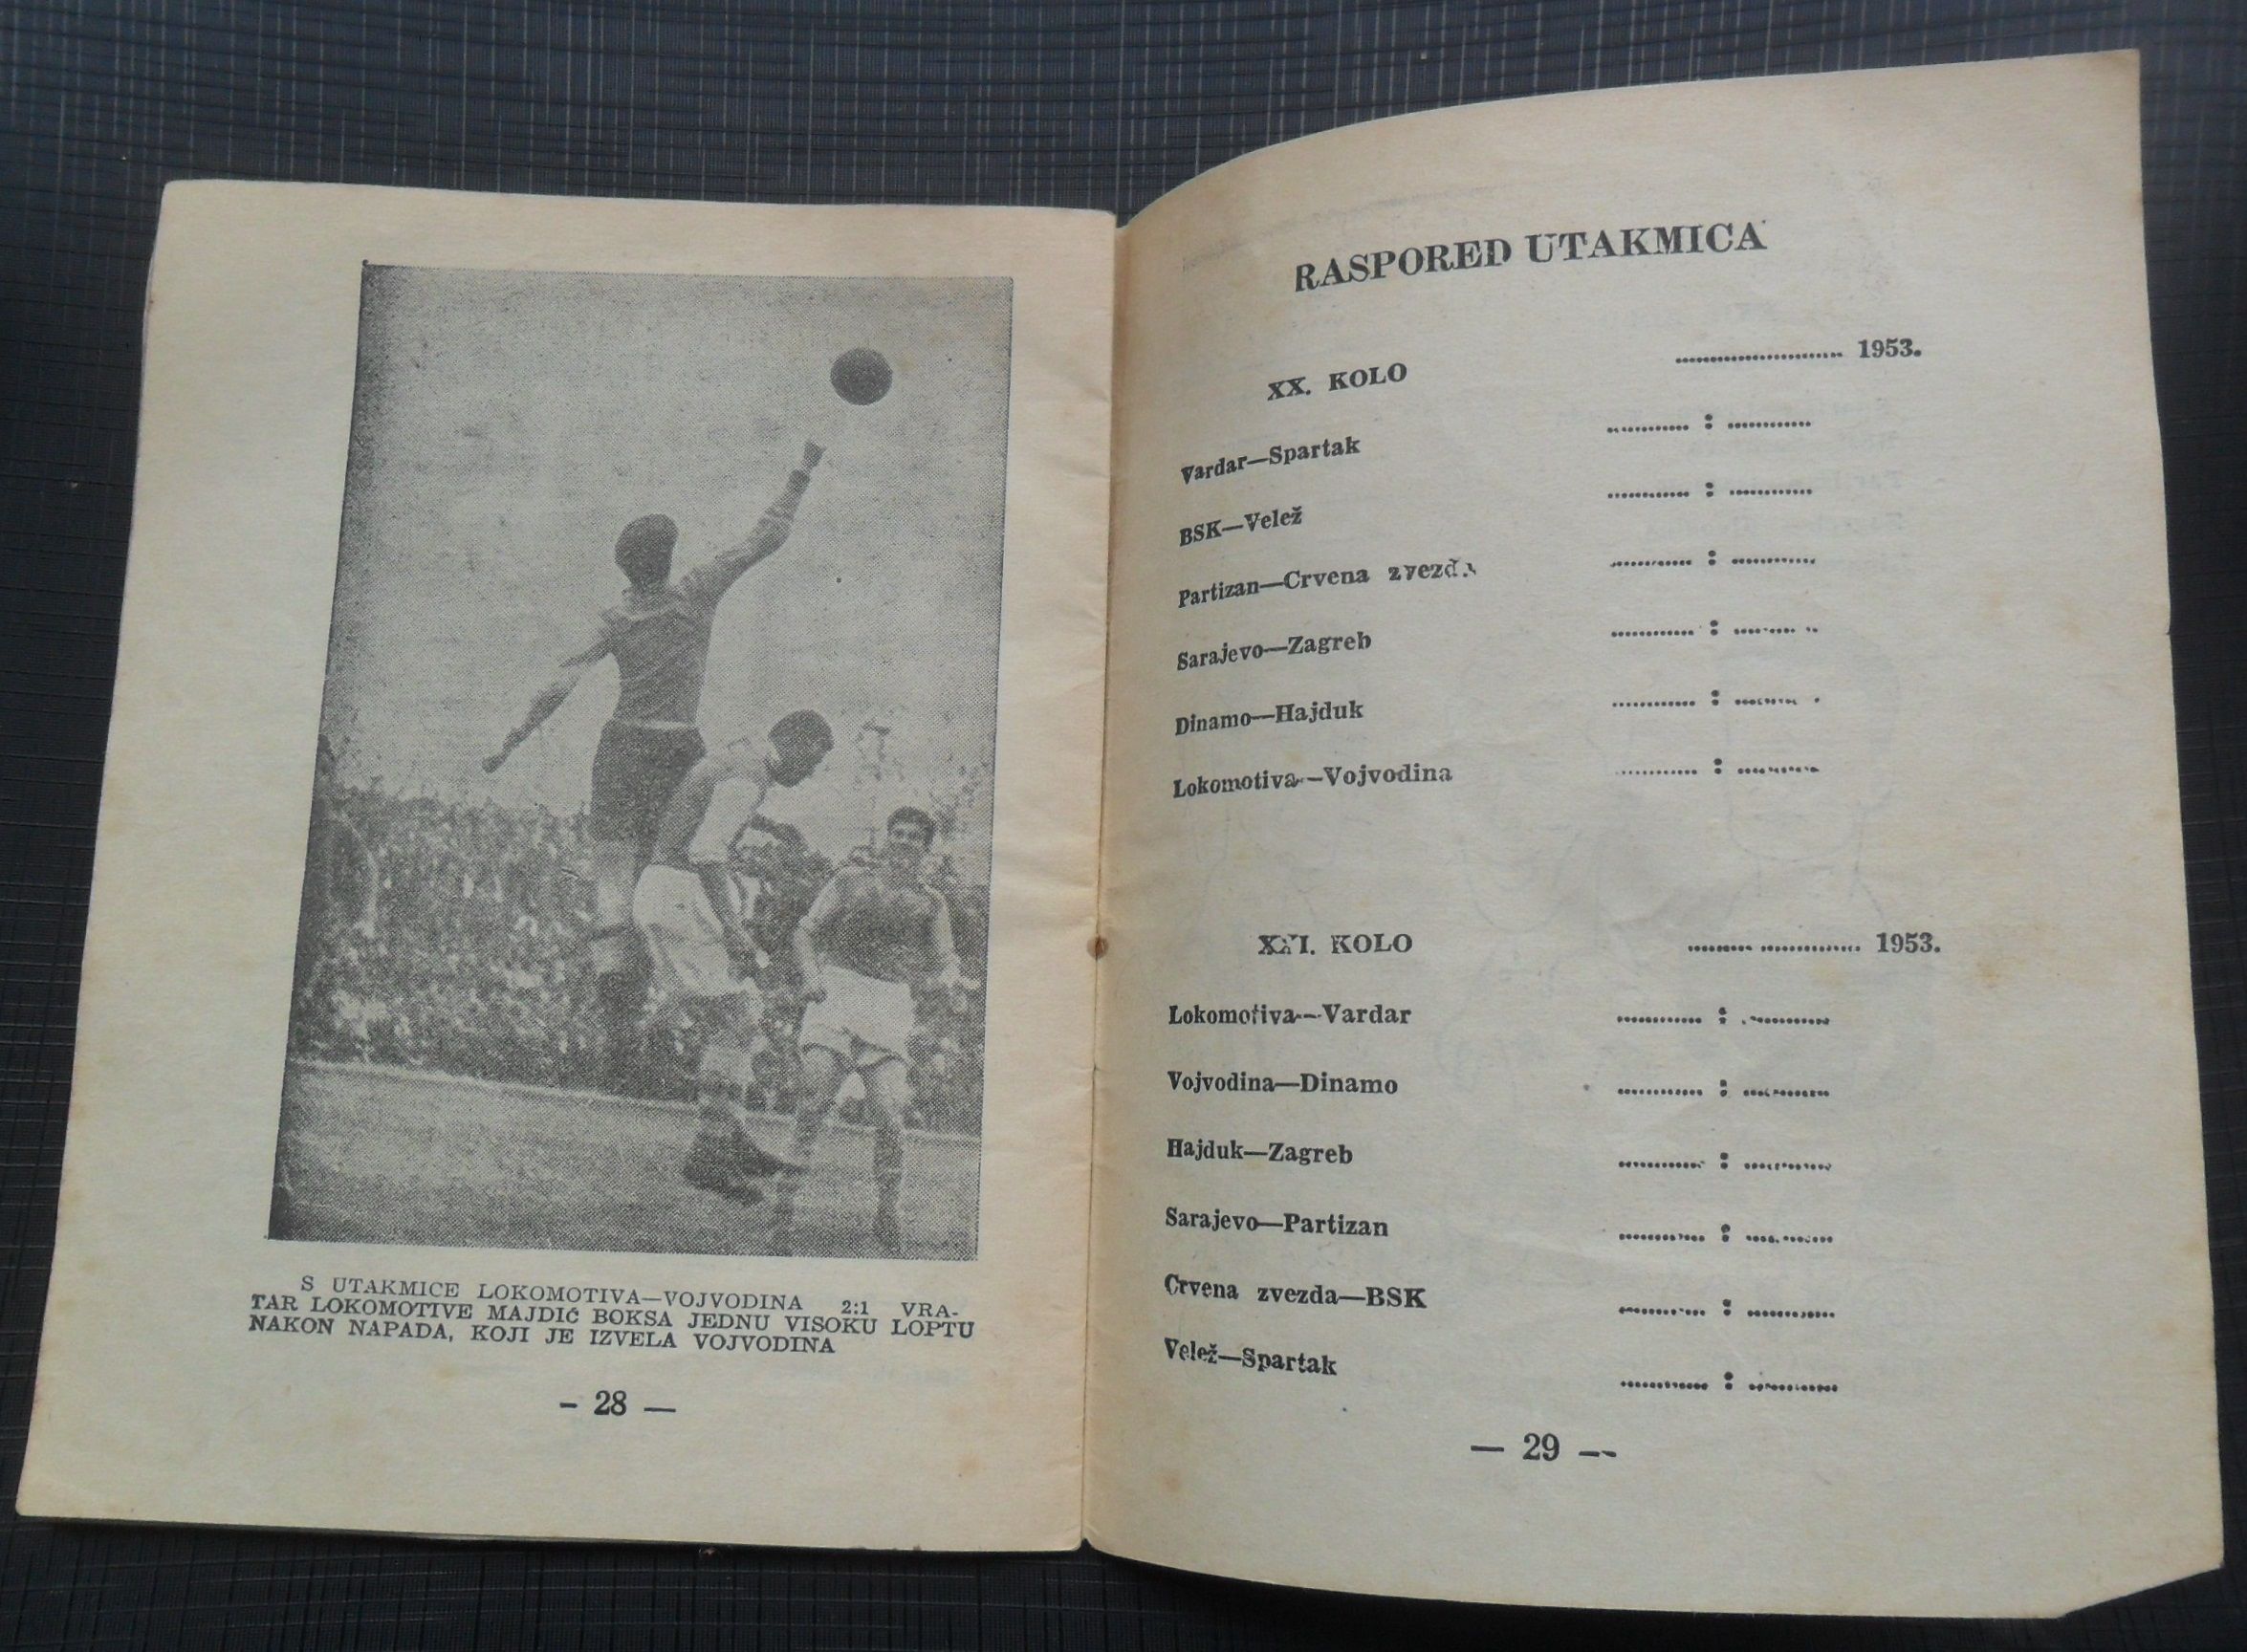 S UTAKMICE LOKOMOTIVA—VOJVODINA 2:1 VRA-
TAR LOKOMOTIVE MAJDIĆ BOKSA JEDNU VISOKU LOPTU
NAKON NAPADA, KOJI JE IZVELA VOJVODINA
— 28 —
RASPORED UTAKMICA
XX. KOLO .................... 1953.
Vardar—Spartak ............ : ............
BSK—Velež ............ : ............
Partizan—Crvena zvezda ............ : ............
Sarajevo—Zagreb ............ : ............
Dinamo—Hajduk ............ : ............
Lokomotiva—Vojvodina ............ : ............
XXI. KOLO .................... 1953.
Lokomotiva—Vardar ............ : ............
Vojvodina—Dinamo ............ : ............
Hajduk—Zagreb ............ : ............
Sarajevo—Partizan ............ : ............
Crvena zvezda—BSK ............ : ............
Velež—Spartak ............ : ............
— 29 —